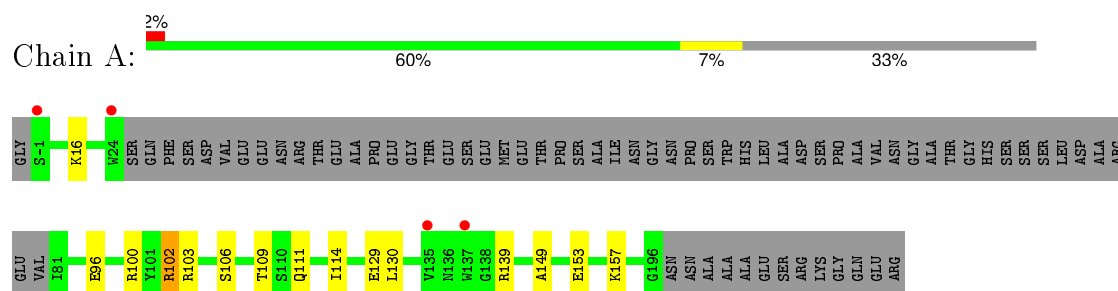 2%
Chain A:
60% 7% 33%
GLY S-1 K16 W24 SER GLN PHE SER ASP VAL GLU GLU ASN ARG THR GLU ALA PRO GLU GLY THR GLU SER GLU MET GLU THR PRO SER ALA ILE ASN GLY ASN PRO SER TRP HIS LEU ALA ASP SER PRO ALA VAL ASN GLY ALA THR GLY HIS SER SER SER LEU ASP ALA ARG
GLU VAL I81 E96 R100 Y101 R102 R103 S106 T109 S110 Q111 I114 E129 L130 V135 N136 W137 G138 R139 A149 E153 K157 G196 ASN ASN ALA ALA ALA GLU SER ARG LYS GLY GLN GLU ARG